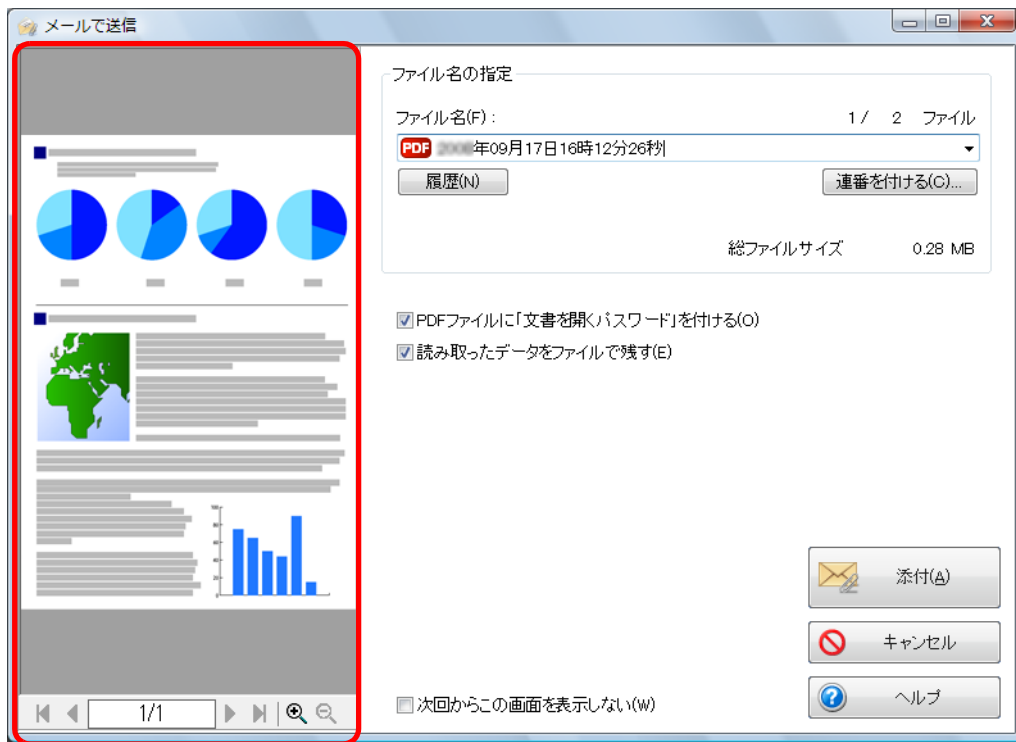 メールで送信
ファイル名の指定
ファイル名(F) :
1 / 2 ファイル
PDF 年09月17日16時12分26秒
履歴(N)
連番を付ける(C)...
総ファイルサイズ 0.28 MB
PDFファイルに「文書を開くパスワード」を付ける(O)
読み取ったデータをファイルで残す(E)
100
80
60
40
20
0
添付(A)
キャンセル
ヘルプ
1/1
次回からこの画面を表示しない(W)